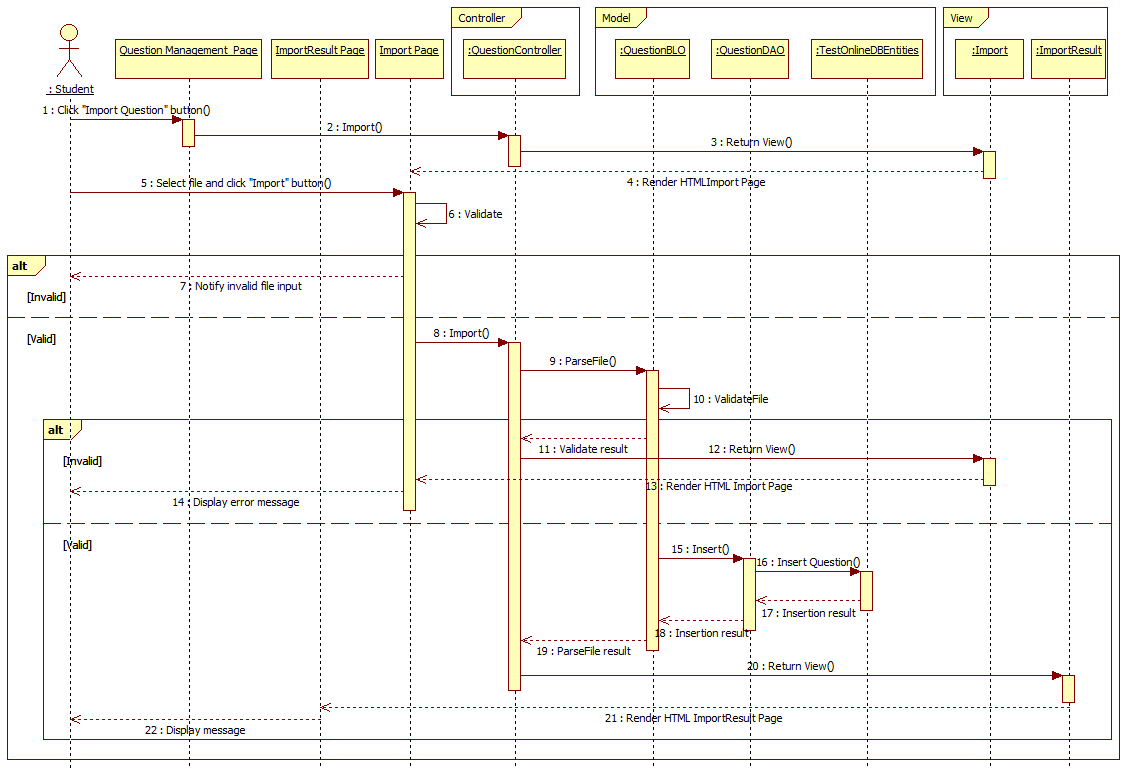 Controller
Model
View
Question Management Page
ImportResult Page
Import Page
:QuestionController
:QuestionBLO
:QuestionDAO
:TestOnlineDBEntities
:Import
:ImportResult
: Student
1 : Click "Import Question" button()
2 : Import()
3 : Return View()
4 : Render HTMLImport Page
5 : Select file and click "Import" button()
6 : Validate
alt
7 : Notify invalid file input
[Invalid]
[Valid]
8 : Import()
9 : ParseFile()
10 : ValidateFile
alt
11 : Validate result
12 : Return View()
[Invalid]
13 : Render HTML Import Page
14 : Display error message
[Valid]
15 : Insert()
16 : Insert Question()
17 : Insertion result
18 : Insertion result
19 : ParseFile result
20 : Return View()
21 : Render HTML ImportResult Page
22 : Display message